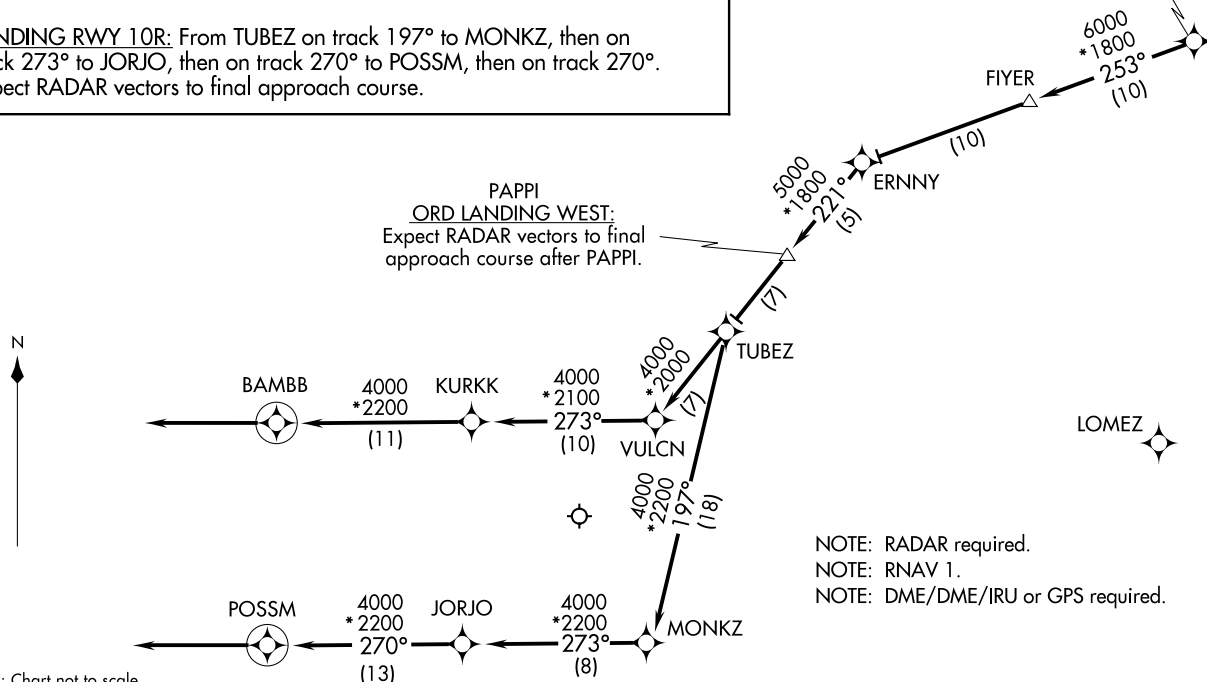 NDING RWY 10R: From TUBEZ on track 197° to MONKZ, then on
ck 273° to JORJO, then on track 270° to POSSM, then on track 270°.
pect RADAR vectors to final approach course.
6000
*1800
253°
(10)
FIYER
(10)
ERNNY
5000
*1800
221°
(5)
PAPPI
ORD LANDING WEST:
Expect RADAR vectors to final
approach course after PAPPI.
(7)
TUBEZ
N
4000
*2000
(7)
BAMBB
4000
*2200
(11)
KURKK
4000
*2100
273°
(10)
VULCN
LOMEZ
4000
*2200
197°
(18)
NOTE: RADAR required.
NOTE: RNAV 1.
NOTE: DME/DME/IRU or GPS required.
POSSM
4000
*2200
270°
(13)
JORJO
4000
*2200
273°
(8)
MONKZ
: Chart not to scale